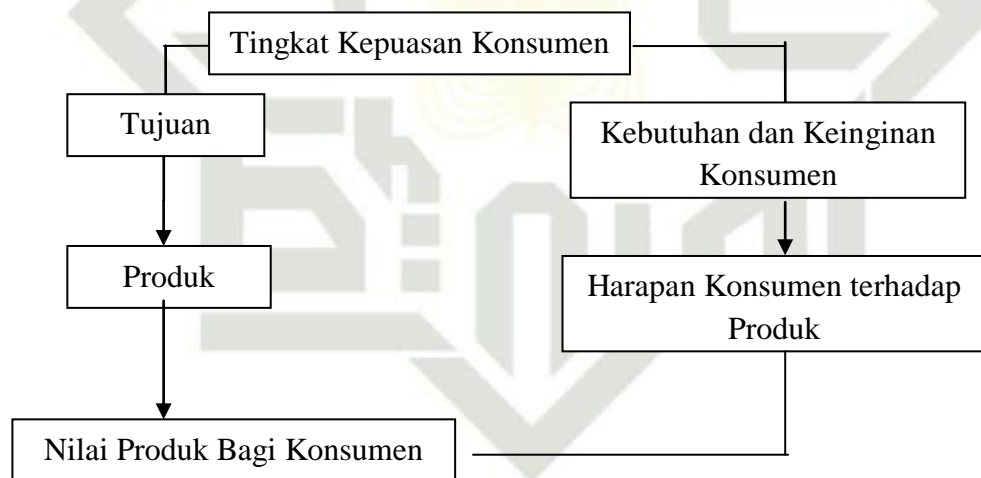 Tingkat Kepuasan Konsumen
Tujuan
Kebutuhan dan Keinginan
Konsumen
Produk
Harapan Konsumen terhadap
Produk
Nilai Produk Bagi Konsumen